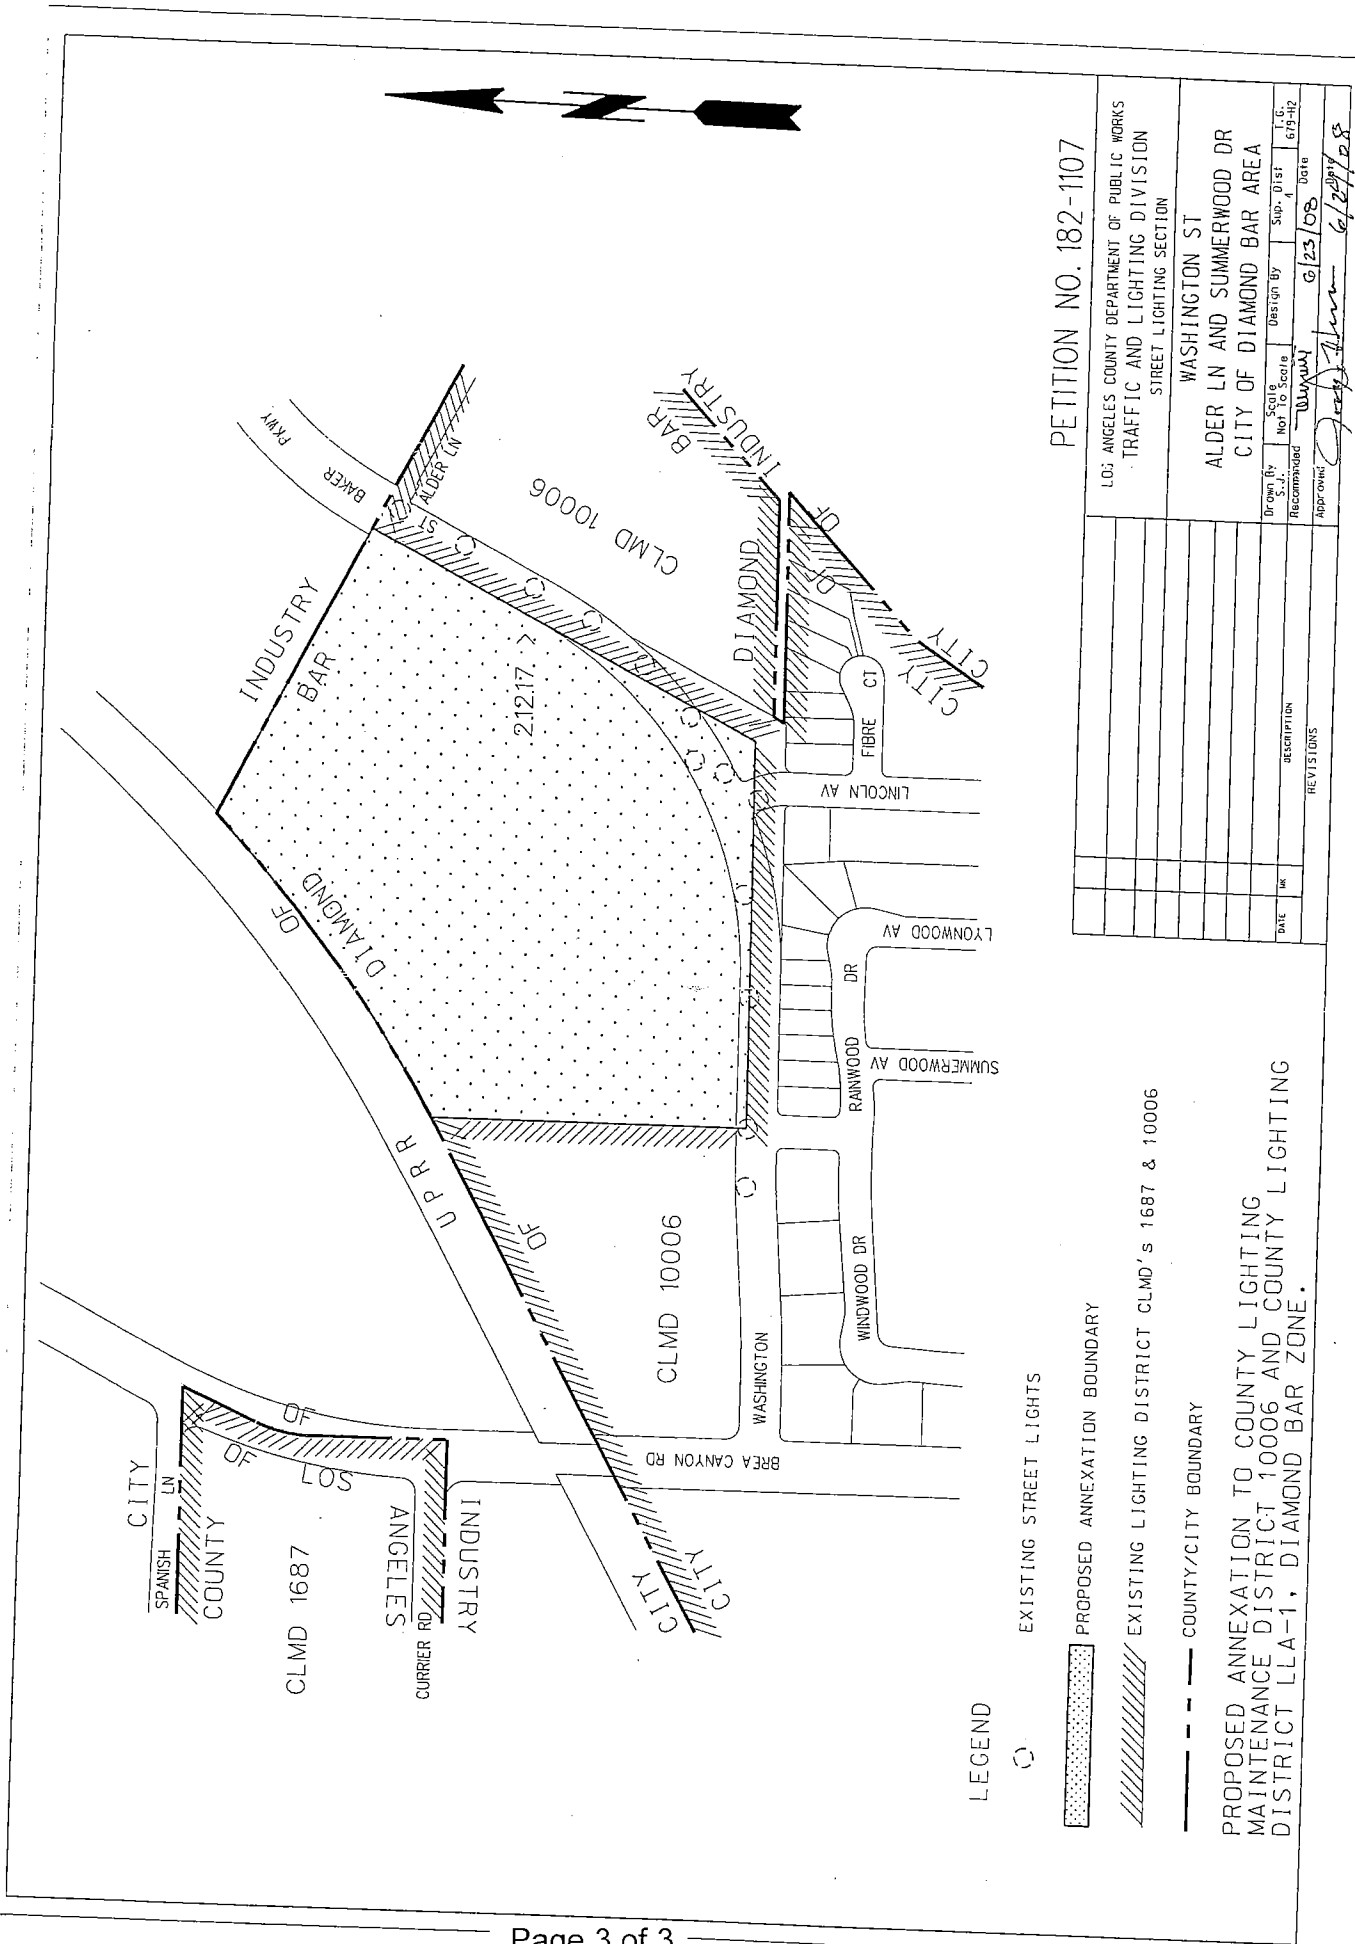 PETITION NO. 182-1107
LOS ANGELES COUNTY DEPARTMENT OF PUBLIC WORKS
TRAFFIC AND LIGHTING DIVISION
STREET LIGHTING SECTION
WASHINGTON ST
ALDER LN AND SUMMERWOOD DR
CITY OF DIAMOND BAR AREA
Drawn By
S.J.
Scale
Not To Scale
Design By
Sup. Dist
4
T.G.
679-H2
Recommended
6/23/08
Date
Approved
Date
DATE
MK
DESCRIPTION
REVISIONS
CITY
SPANISH LN
COUNTY
OF
OF
LOS
CLMD 1687
ANGELES
CURRIER RD
INDUSTRY
CITY
CITY
BREA CANYON RD
UPRR
OF
CLMD 10006
WASHINGTON
WINDWOOD DR
OF
DIAMOND
INDUSTRY
BAR
21217
BAKER PKWY
ST
ALDER LN
CLMD 10006
DIAMOND
BAR
INDUSTRY
OF
OF
CITY
CITY
FIBRE CT
LINCOLN AV
LYONWOOD AV
RAINWOOD DR
SUMMERWOOD AV
LEGEND
EXISTING STREET LIGHTS
PROPOSED ANNEXATION BOUNDARY
EXISTING LIGHTING DISTRICT CLMD's 1687 & 10006
COUNTY/CITY BOUNDARY
PROPOSED ANNEXATION TO COUNTY LIGHTING
MAINTENANCE DISTRICT 10006 AND COUNTY LIGHTING
DISTRICT LLA-1, DIAMOND BAR ZONE.
Page 3 of 3